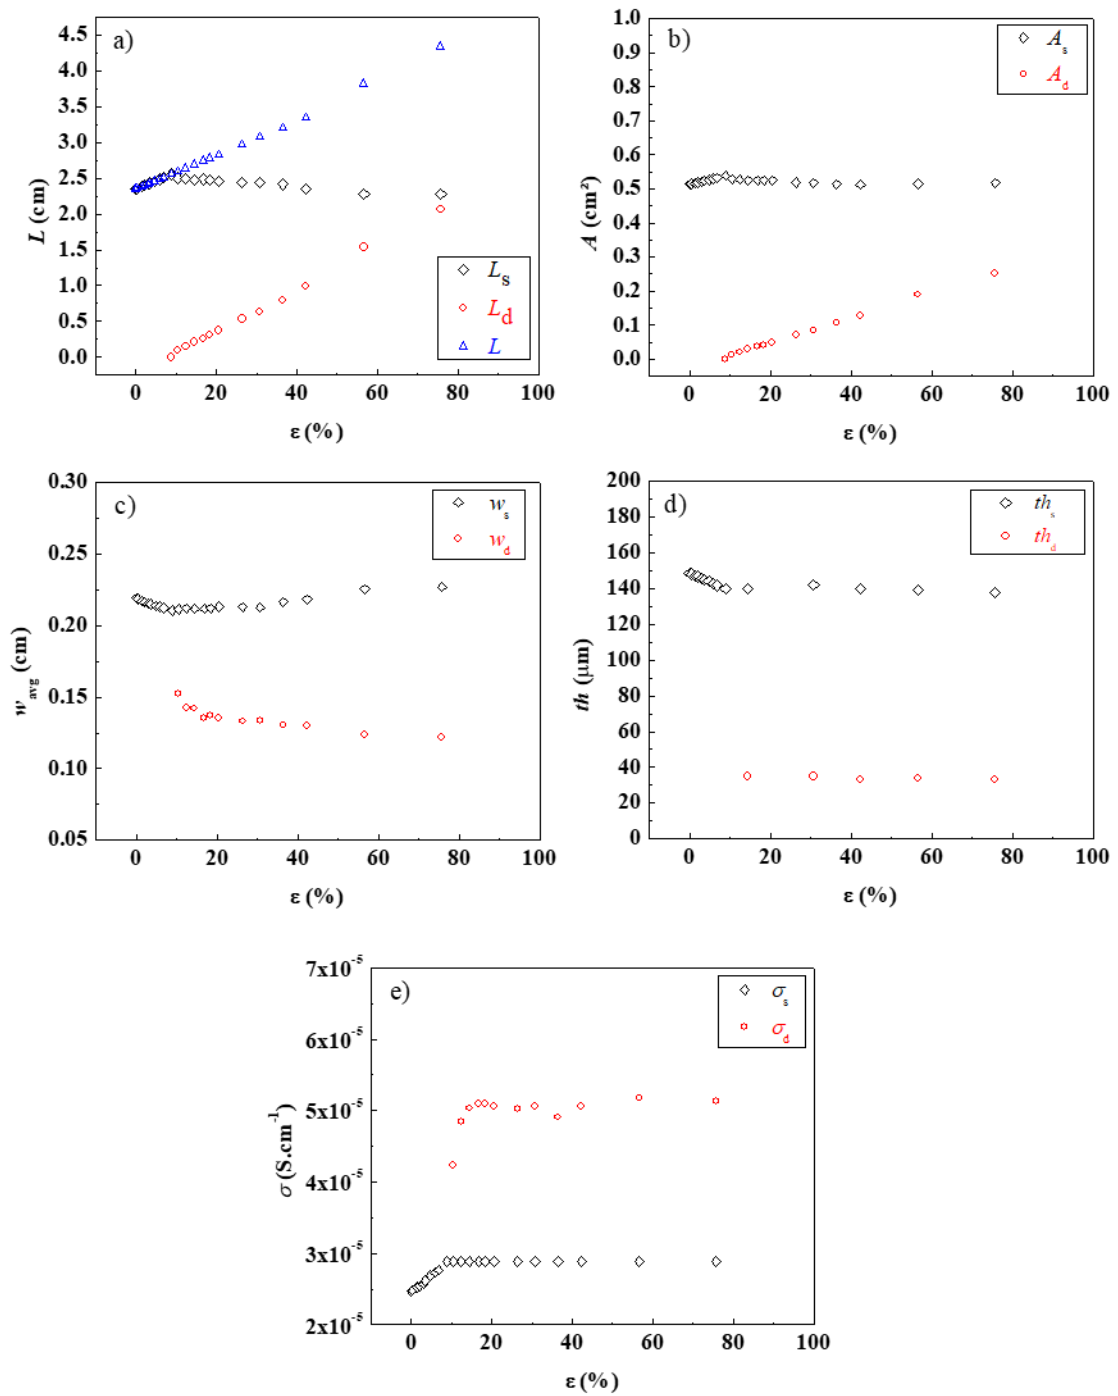 a)
4.5
4.0
3.5
3.0
2.5
2.0
1.5
1.0
0.5
0.0
L (cm)
Ls
Ld
L
0 20 40 60 80 100
ε (%)
b)
1.0
0.9
0.8
0.7
0.6
0.5
0.4
0.3
0.2
0.1
0.0
A (cm²)
As
Ad
0 20 40 60 80 100
ε (%)
c)
0.30
0.25
0.20
0.15
0.10
0.05
wavg (cm)
ws
wd
0 20 40 60 80 100
ε (%)
d)
200
180
160
140
120
100
80
60
40
20
0
th (μm)
ths
thd
0 20 40 60 80 100
ε (%)
e)
7x10⁻⁵
6x10⁻⁵
5x10⁻⁵
4x10⁻⁵
3x10⁻⁵
2x10⁻⁵
σ (S.cm⁻¹)
σs
σd
0 20 40 60 80 100
ε (%)